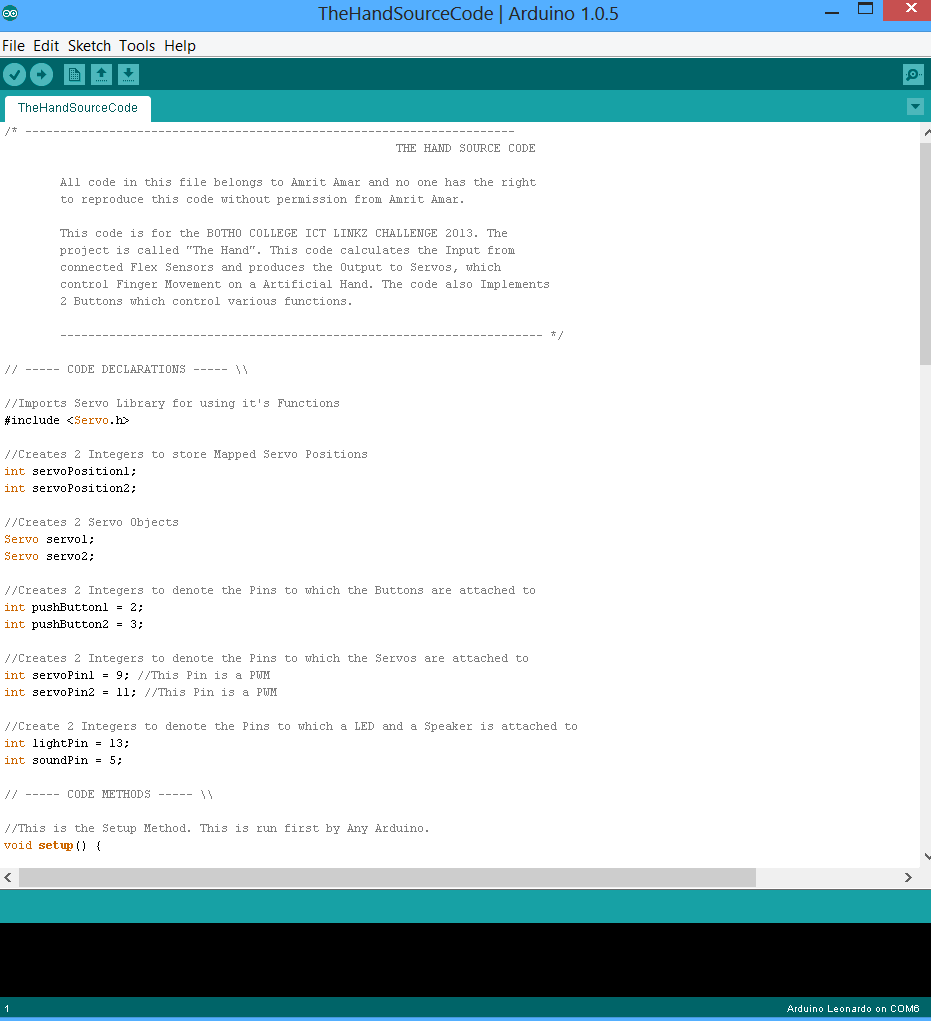 TheHandSourceCode | Arduino 1.0.5
File Edit Sketch Tools Help
TheHandSourceCode
/* ----------------------------------------------------------------------
THE HAND SOURCE CODE
All code in this file belongs to Amrit Amar and no one has the right
to reproduce this code without permission from Amrit Amar.
This code is for the BOTHO COLLEGE ICT LINKZ CHALLENGE 2013. The
project is called "The Hand". This code calculates the Input from
connected Flex Sensors and produces the Output to Servos, which
control Finger Movement on a Artificial Hand. The code also Implements
2 Buttons which control various functions.
--------------------------------------------------------------------- */
// ----- CODE DECLARATIONS ----- \\
//Imports Servo Library for using it's Functions
#include <Servo.h>
//Creates 2 Integers to store Mapped Servo Positions
int servoPosition1;
int servoPosition2;
//Creates 2 Servo Objects
Servo servo1;
Servo servo2;
//Creates 2 Integers to denote the Pins to which the Buttons are attached to
int pushButton1 = 2;
int pushButton2 = 3;
//Creates 2 Integers to denote the Pins to which the Servos are attached to
int servoPin1 = 9; //This Pin is a PWM
int servoPin2 = 11; //This Pin is a PWM
//Create 2 Integers to denote the Pins to which a LED and a Speaker is attached to
int lightPin = 13;
int soundPin = 5;
// ----- CODE METHODS ----- \\
//This is the Setup Method. This is run first by Any Arduino.
void setup() {
1
Arduino Leonardo on COM6